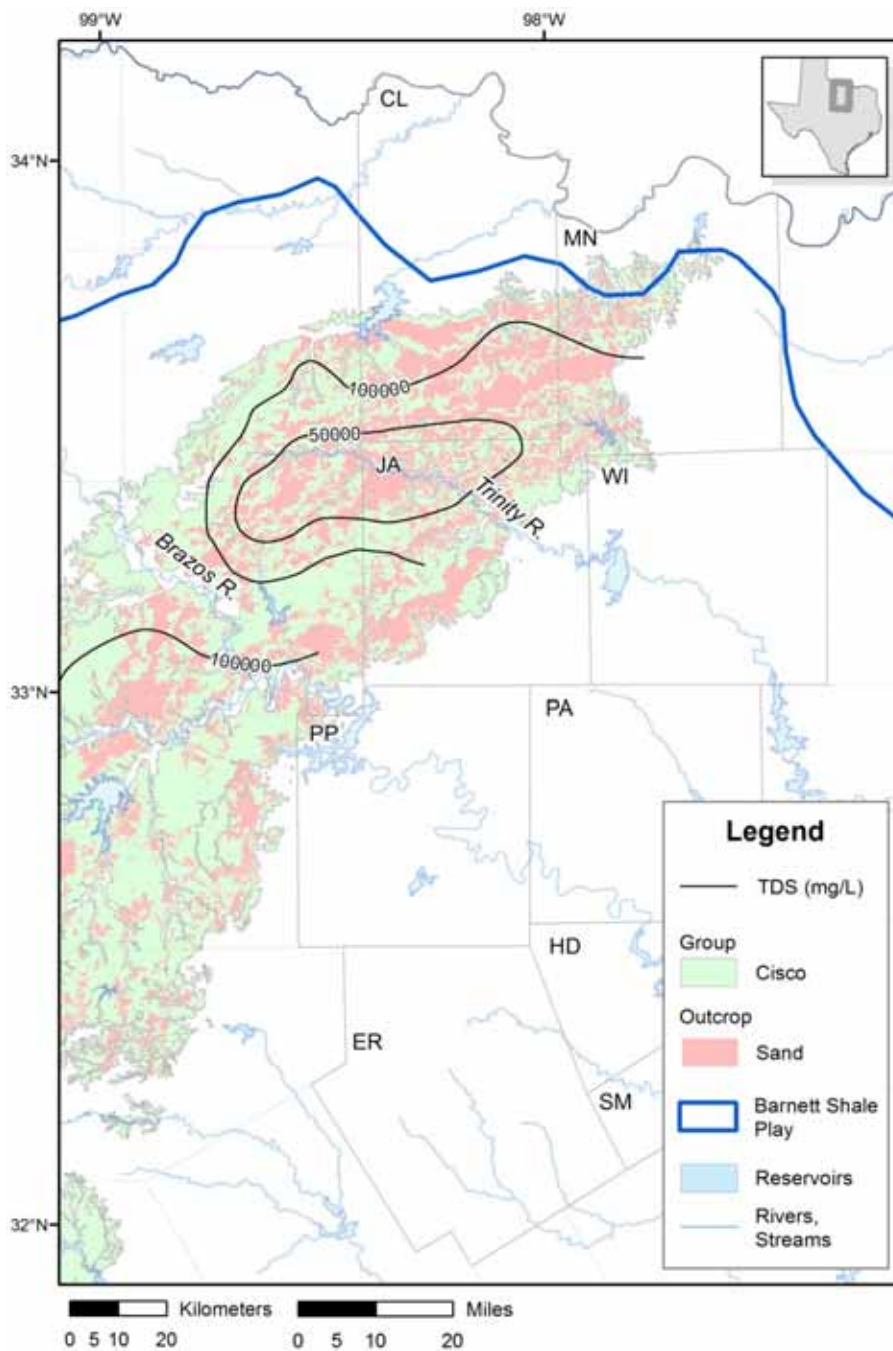 99°W
98°W
CL
34°N
MN
100000
50000
JA
WI
Trinity R.
Brazos R.
100000
33°N
PP
PA
Legend
TDS (mg/L)
Group
Cisco
Outcrop
Sand
Barnett Shale
Play
Reservoirs
Rivers,
Streams
HD
ER
SM
32°N
Kilometers
Miles
0 5 10 20
0 5 10 20